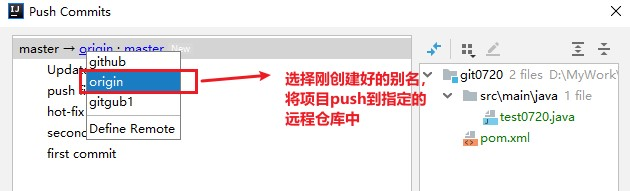 Push Commits
master → origin : master New
github
Updat
origin
push
gitgub1
hot-fix
second
Define Remote
first commit
选择刚创建好的别名，
将项目push到指定的
远程仓库中
git0720 2 files D:\MyWork\
src\main\java 1 file
test0720.java
pom.xml